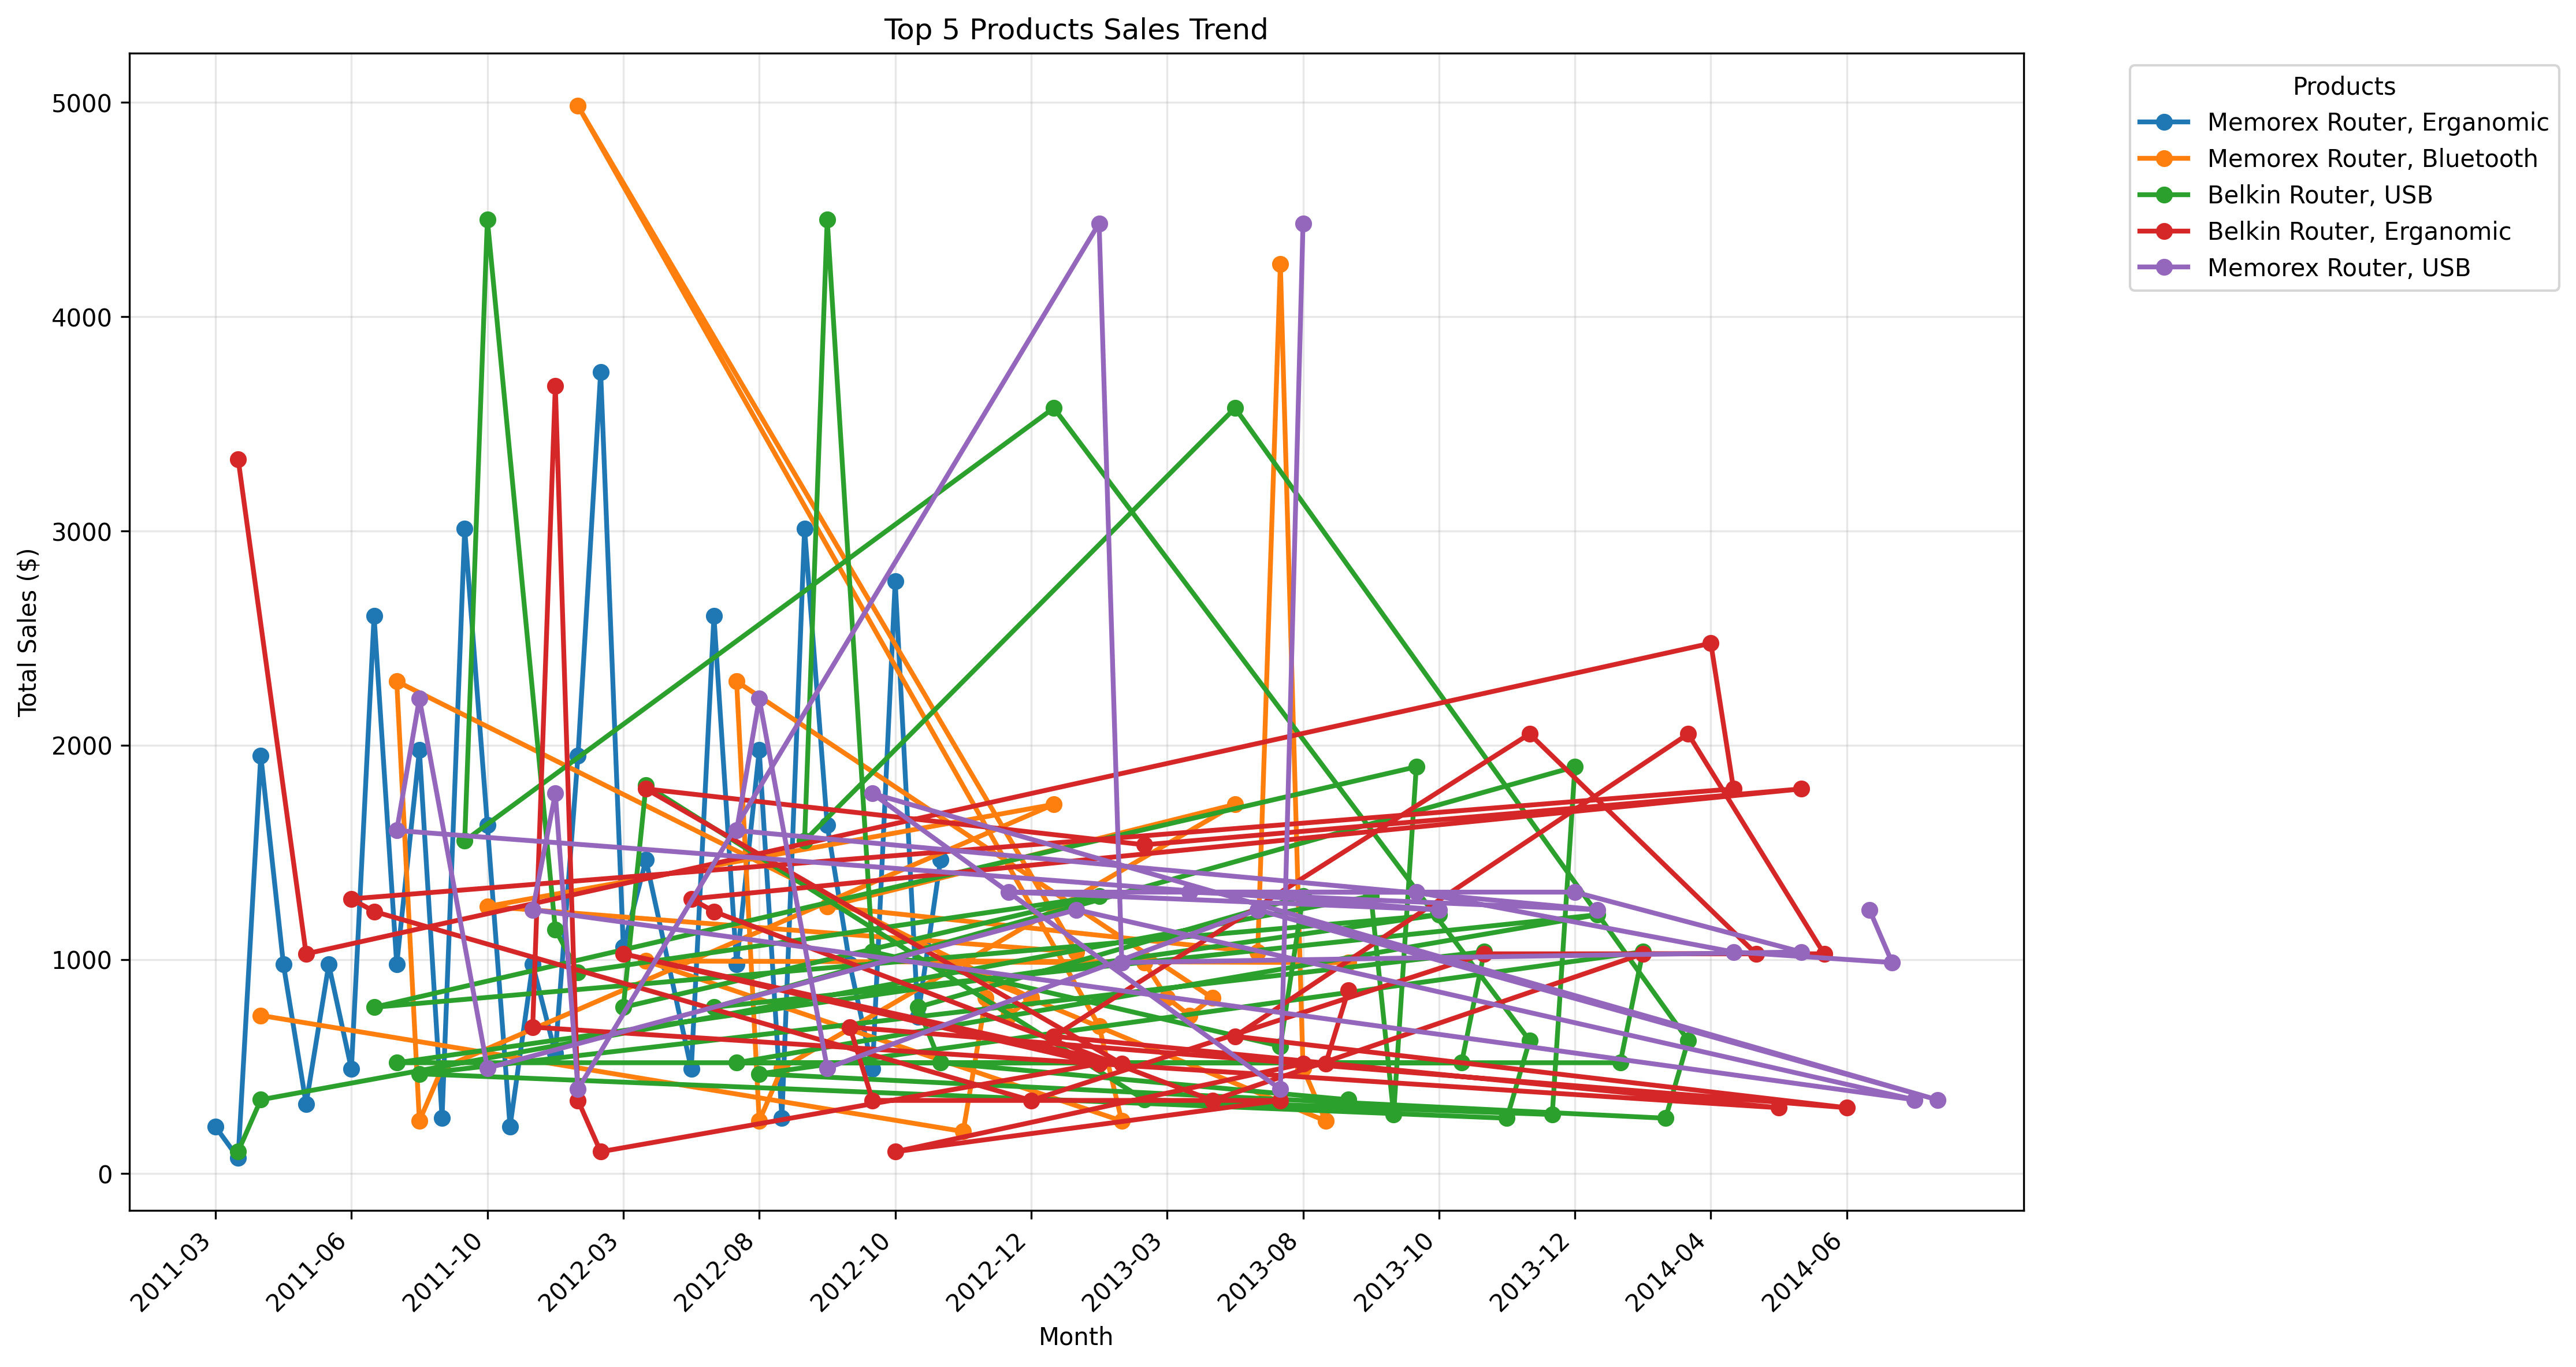 Top 5 Products Sales Trend
Products
Memorex Router, Erganomic
Memorex Router, Bluetooth
Belkin Router, USB
Belkin Router, Erganomic
Memorex Router, USB
Total Sales ($)
5000
4000
3000
2000
1000
0
2011-03
2011-06
2011-10
2012-03
2012-08
2012-10
2012-12
2013-03
2013-08
2013-10
2013-12
2014-04
2014-06
Month